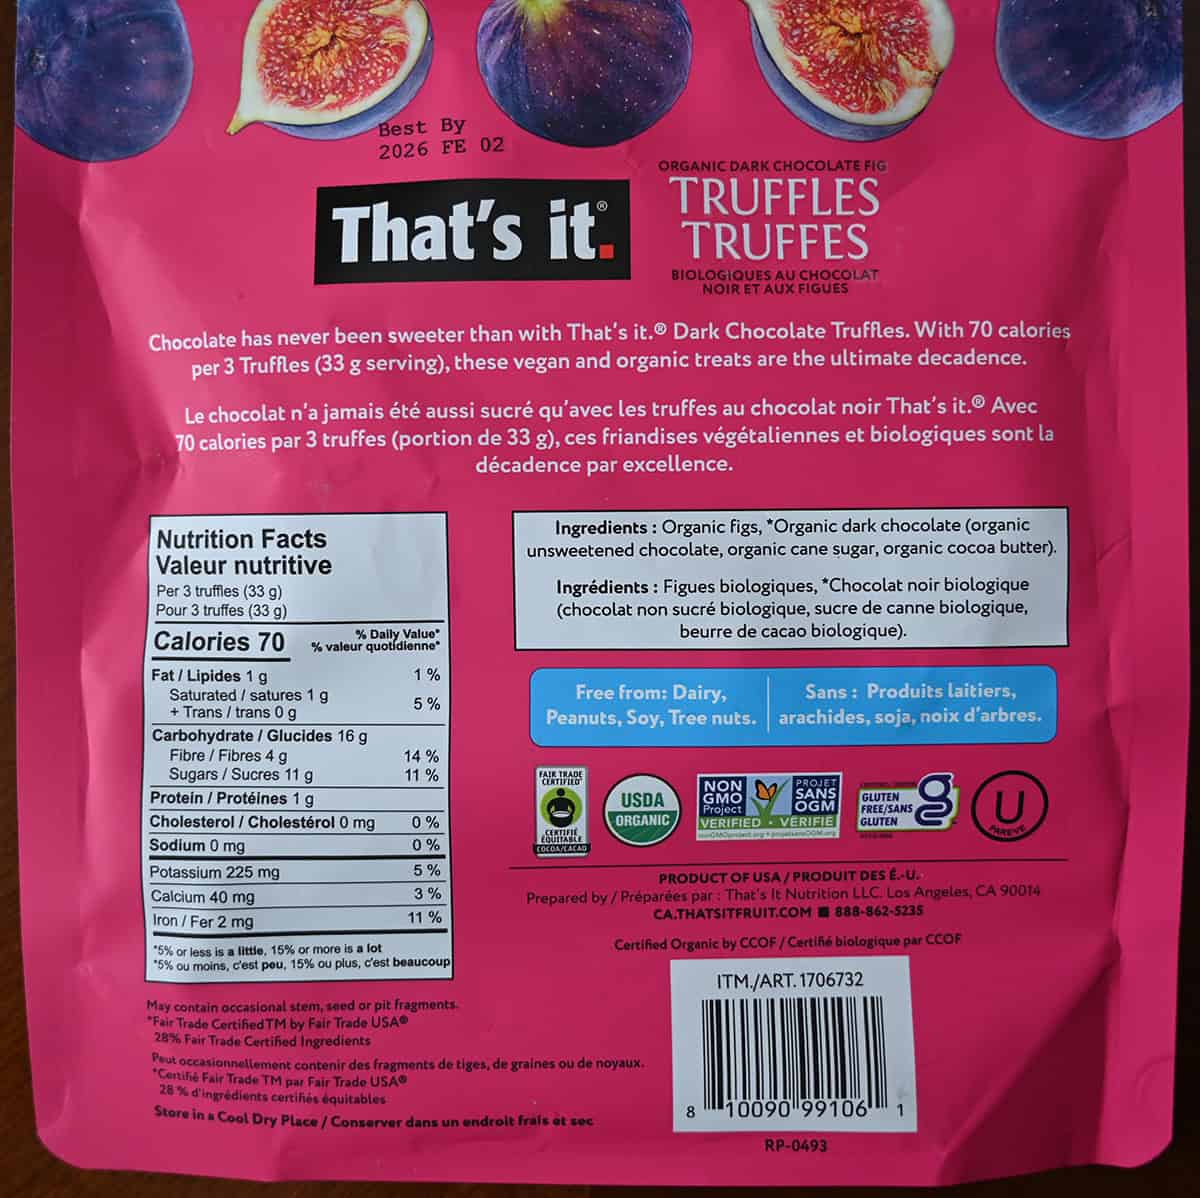 Best By
2026 FE 02
That's it.®
ORGANIC DARK CHOCOLATE FIG
TRUFFLES
TRUFFES
BIOLOGIQUES AU CHOCOLAT
NOIR ET AUX FIGUES
Chocolate has never been sweeter than with That's it.® Dark Chocolate Truffles. With 70 calories
per 3 Truffles (33 g serving), these vegan and organic treats are the ultimate decadence.
Le chocolat n'a jamais été aussi sucré qu'avec les truffes au chocolat noir That's it.® Avec
70 calories par 3 truffes (portion de 33 g), ces friandises végétaliennes et biologiques sont la
décadence par excellence.
Nutrition Facts
Valeur nutritive
Per 3 truffles (33 g)
Pour 3 truffes (33 g)
Calories 70
% Daily Value*
% valeur quotidienne*
Fat / Lipides 1 g 1 %
Saturated / satures 1 g
+ Trans / trans 0 g
5 %
Carbohydrate / Glucides 16 g
Fibre / Fibres 4 g 14 %
Sugars / Sucres 11 g 11 %
Protein / Protéines 1 g
Cholesterol / Cholestérol 0 mg 0 %
Sodium 0 mg 0 %
Potassium 225 mg 5 %
Calcium 40 mg 3 %
Iron / Fer 2 mg 11 %
*5% or less is a little, 15% or more is a lot
*5% ou moins, c'est peu, 15% ou plus, c'est beaucoup
Ingredients : Organic figs, *Organic dark chocolate (organic
unsweetened chocolate, organic cane sugar, organic cocoa butter).
Ingrédients : Figues biologiques, *Chocolat noir biologique
(chocolat non sucré biologique, sucre de canne biologique,
beurre de cacao biologique).
Free from: Dairy,
Peanuts, Soy, Tree nuts.
Sans : Produits laitiers,
arachides, soja, noix d'arbres.
FAIR TRADE
CERTIFIED
CERTIFIÉ
ÉQUITABLE
COCOA/CACAO
USDA
ORGANIC
NON
GMO
Project
PROJET
SANS
OGM
VERIFIED • VERIFIÉ
nonGMOproject.org • projetsansOGM.org
GLUTEN
FREE/SANS
GLUTEN
U
PAREVE
PRODUCT OF USA / PRODUIT DES É.-U.
Prepared by / Préparées par : That's It Nutrition LLC. Los Angeles, CA 90014
CA.THATSITFRUIT.COM ■ 888-862-5235
Certified Organic by CCOF / Certifié biologique par CCOF
May contain occasional stem, seed or pit fragments.
*Fair Trade Certified TM by Fair Trade USA®
28% Fair Trade Certified Ingredients
Peut occasionnellement contenir des fragments de tiges, de graines ou de noyaux.
*Certifié Fair Trade TM par Fair Trade USA®
28 % d'ingrédients certifiés équitables
Store in a Cool Dry Place / Conserver dans un endroit frais et sec
ITM./ART. 1706732
8 10090 99106 1
RP-0493